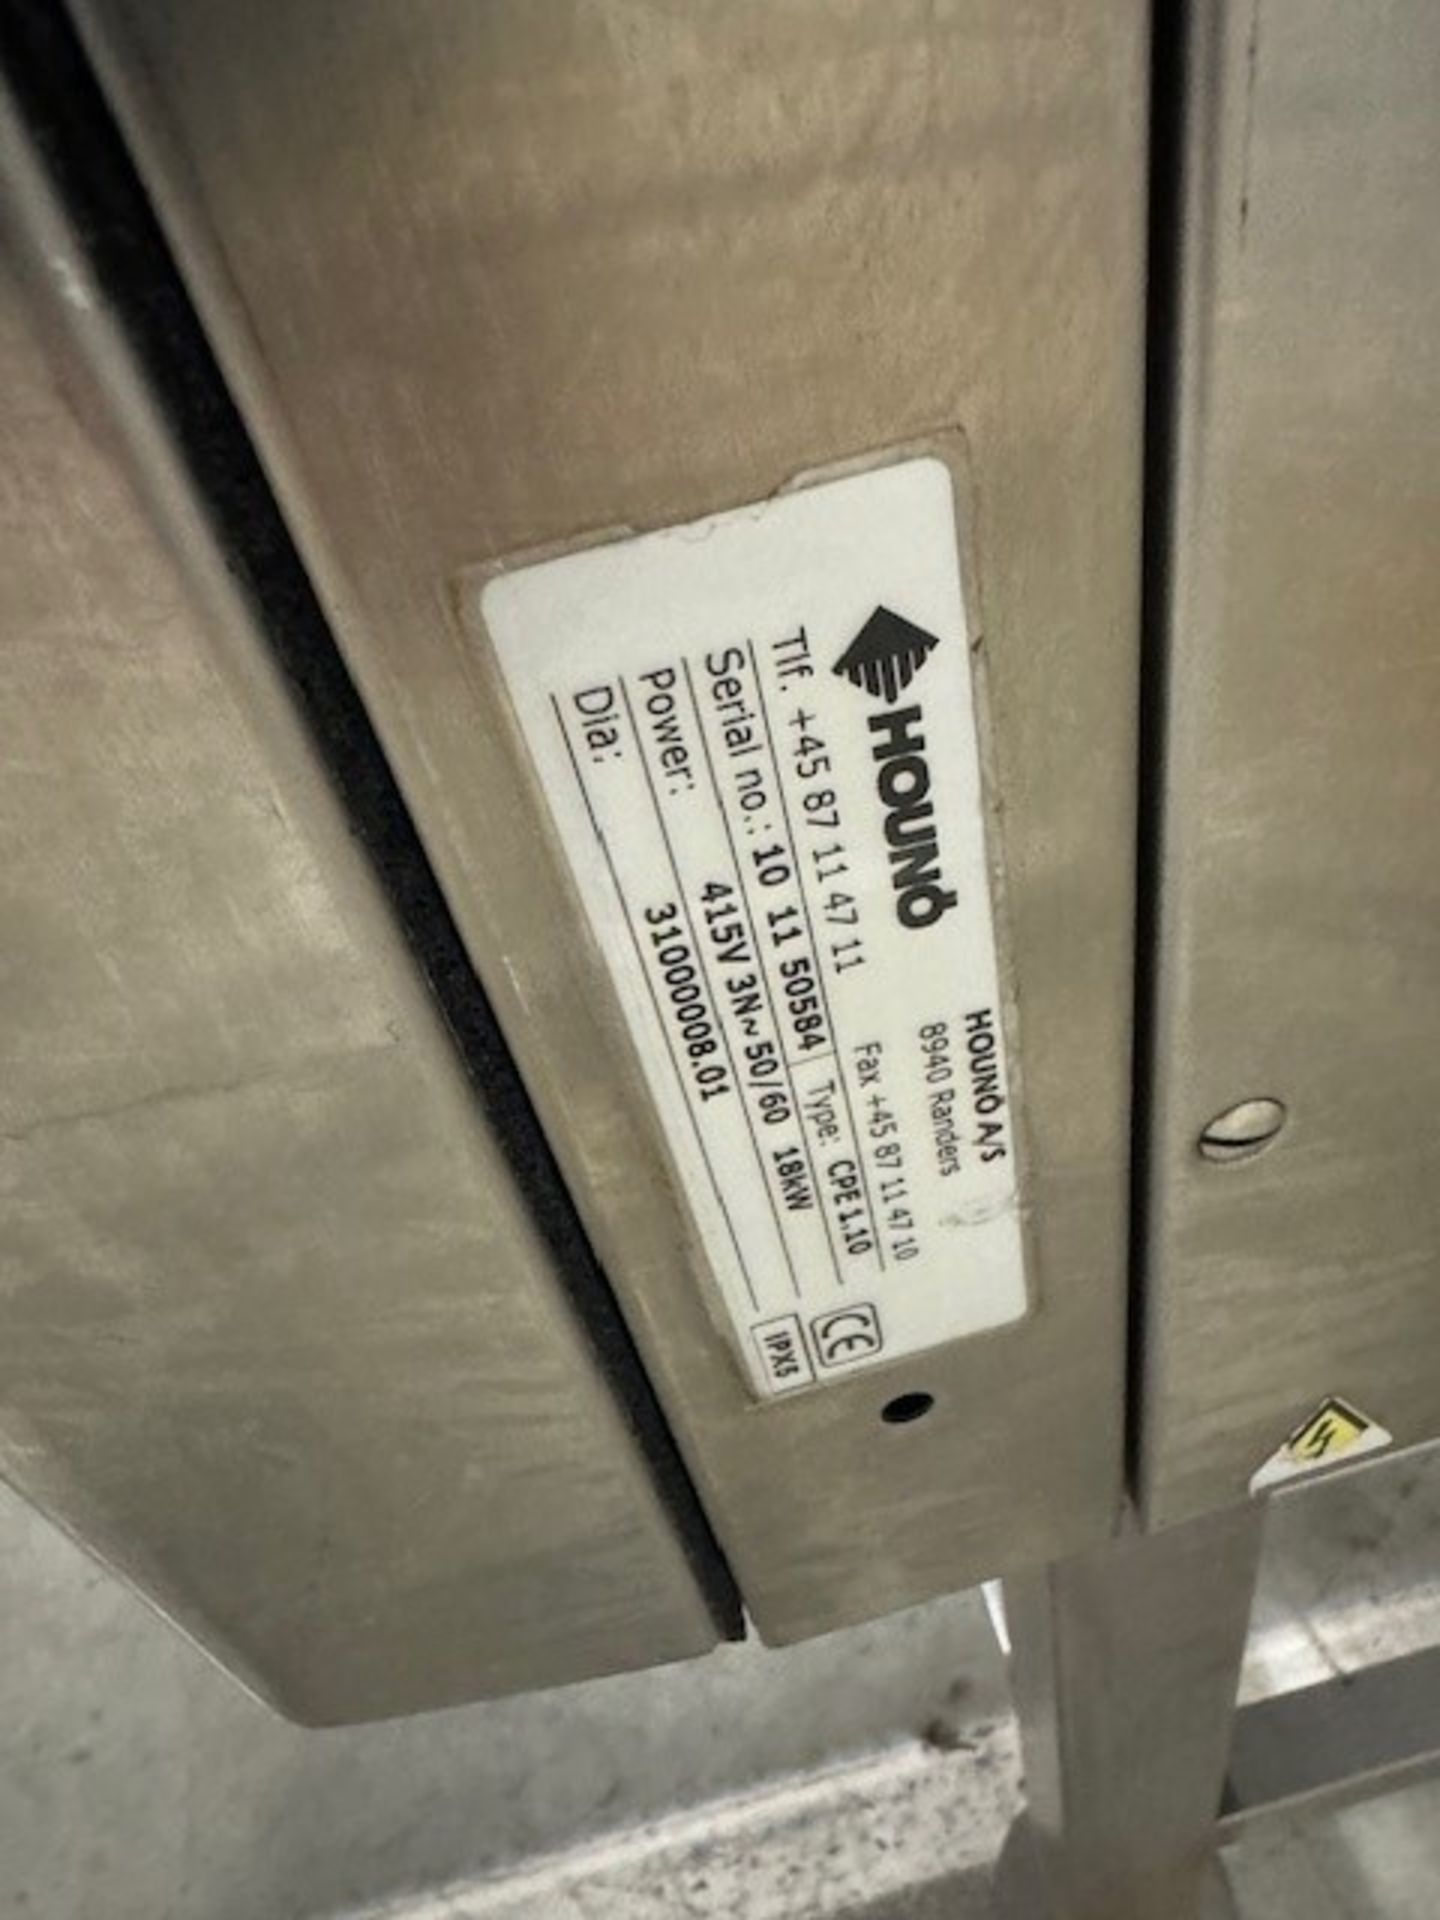 HOUNÖ
HOUNÖ A/S
8940 Randers
Tlf. +45 87 11 47 11 Fax +45 87 11 47 10
Serial no.: 10 11 50584 Type: CPE 1.10
Power: 415V 3N~ 50/60 18kW
Dia: 31000008.01
CE
IPX5